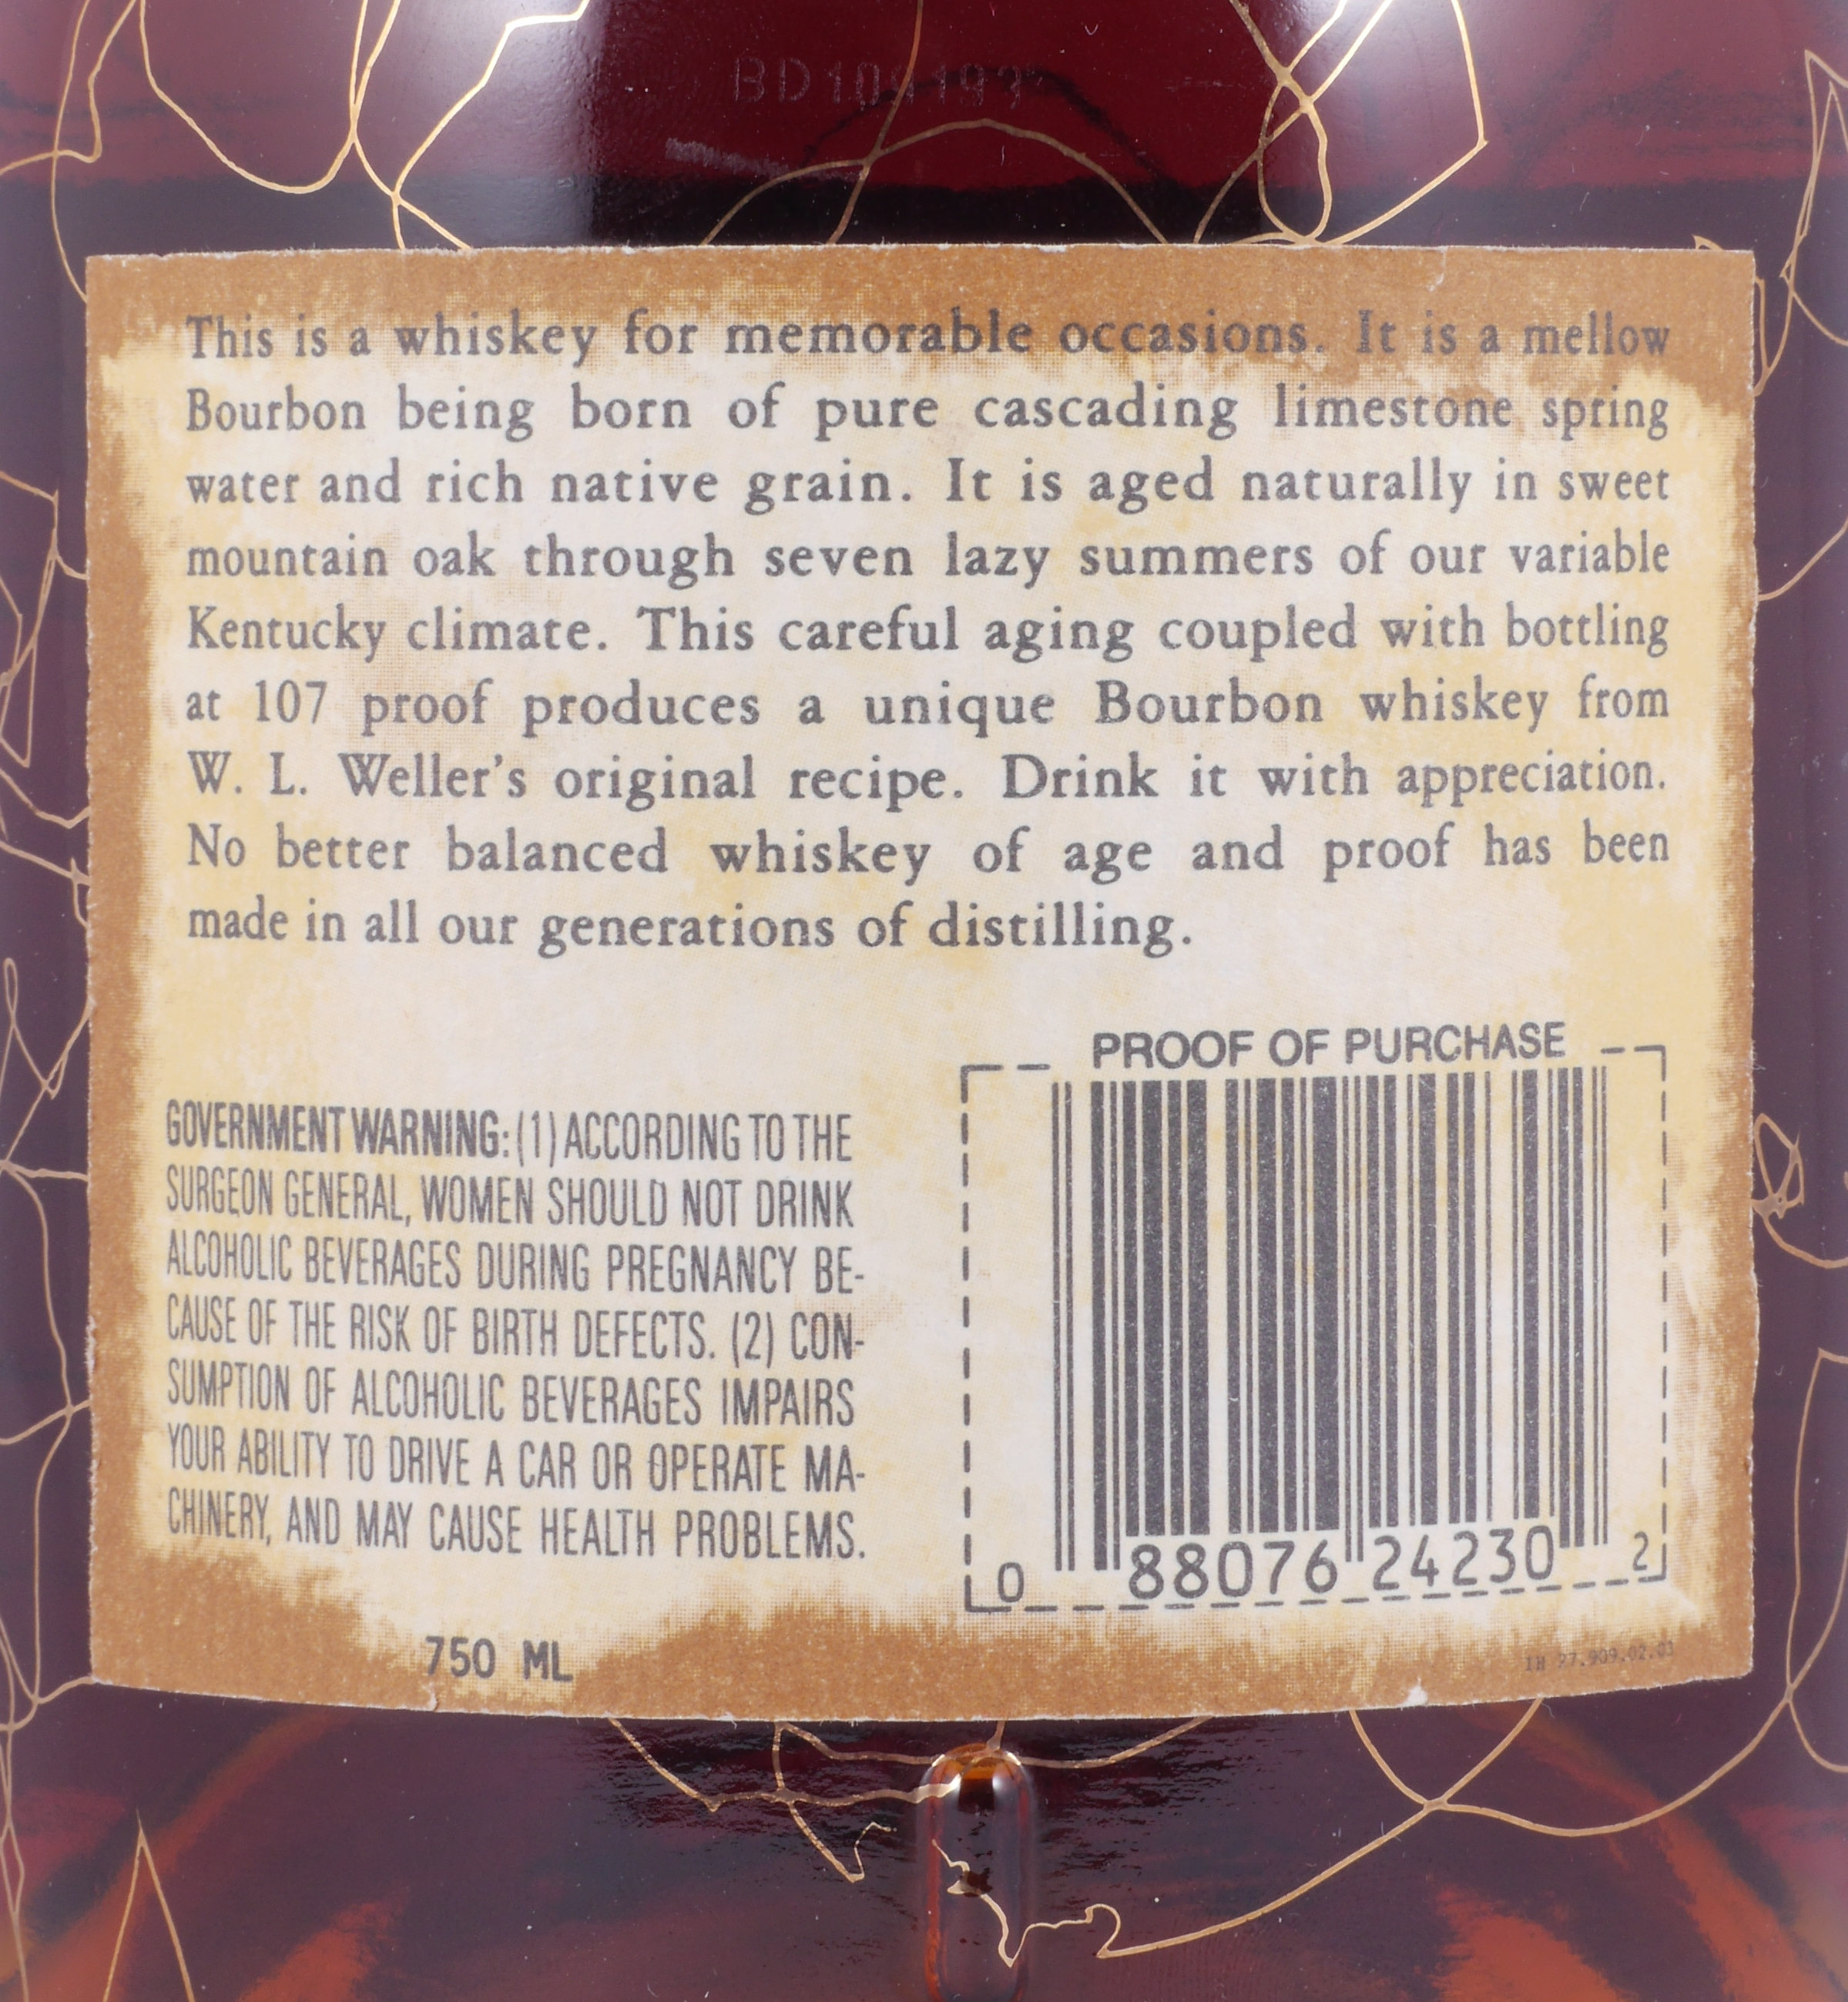 This is a whiskey for memorable occasions. It is a mellow
Bourbon being born of pure cascading limestone spring
water and rich native grain. It is aged naturally in sweet
mountain oak through seven lazy summers of our variable
Kentucky climate. This careful aging coupled with bottling
at 107 proof produces a unique Bourbon whiskey from
W. L. Weller's original recipe. Drink it with appreciation.
No better balanced whiskey of age and proof has been
made in all our generations of distilling.
GOVERNMENT WARNING: (1) ACCORDING TO THE
SURGEON GENERAL, WOMEN SHOULD NOT DRINK
ALCOHOLIC BEVERAGES DURING PREGNANCY BE-
CAUSE OF THE RISK OF BIRTH DEFECTS. (2) CON-
SUMPTION OF ALCOHOLIC BEVERAGES IMPAIRS
YOUR ABILITY TO DRIVE A CAR OR OPERATE MA-
CHINERY, AND MAY CAUSE HEALTH PROBLEMS.
750 ML
PROOF OF PURCHASE
0 88076 24230 2
IH 27.909.02.03